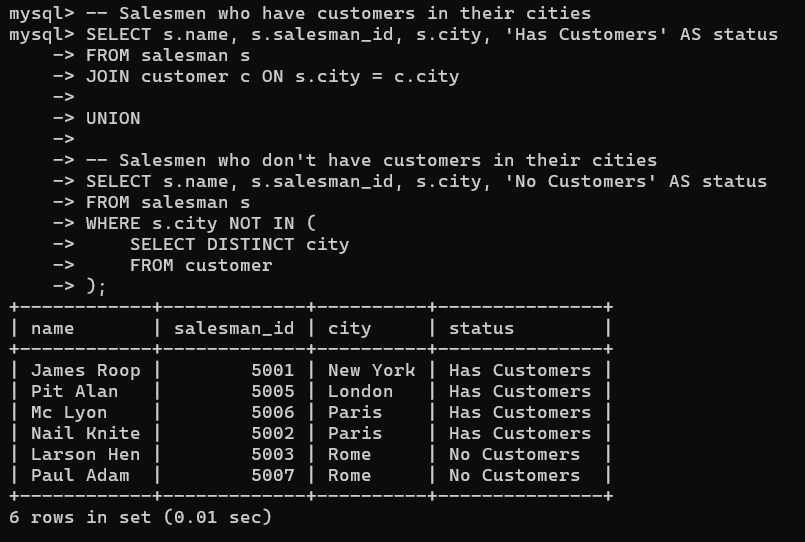 mysql> -- Salesmen who have customers in their cities
mysql> SELECT s.name, s.salesman_id, s.city, 'Has Customers' AS status
    -> FROM salesman s
    -> JOIN customer c ON s.city = c.city
    ->
    -> UNION
    ->
    -> -- Salesmen who don't have customers in their cities
    -> SELECT s.name, s.salesman_id, s.city, 'No Customers' AS status
    -> FROM salesman s
    -> WHERE s.city NOT IN (
    ->     SELECT DISTINCT city
    ->     FROM customer
    -> );
+------------+-------------+----------+---------------+
| name       | salesman_id | city     | status        |
+------------+-------------+----------+---------------+
| James Roop |        5001 | New York | Has Customers |
| Pit Alan   |        5005 | London   | Has Customers |
| Mc Lyon    |        5006 | Paris    | Has Customers |
| Nail Knite |        5002 | Paris    | Has Customers |
| Larson Hen |        5003 | Rome     | No Customers  |
| Paul Adam  |        5007 | Rome     | No Customers  |
+------------+-------------+----------+---------------+
6 rows in set (0.01 sec)